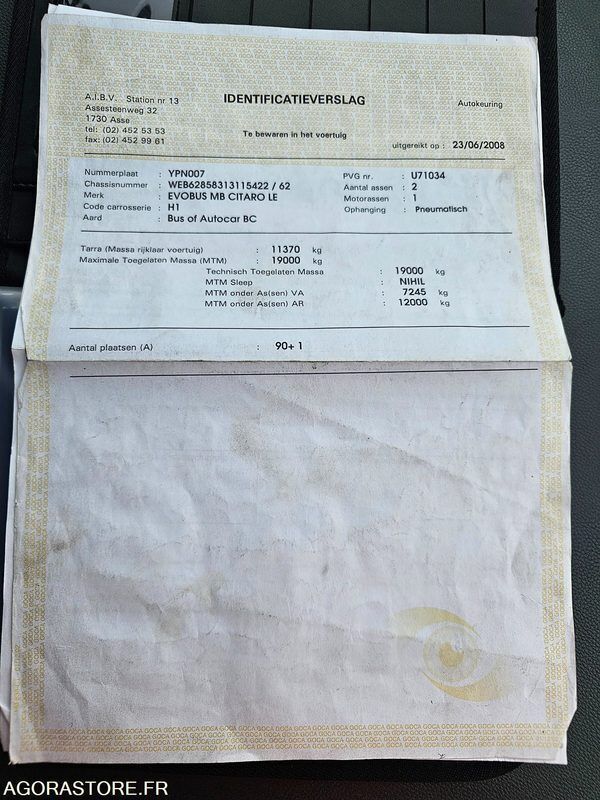 A.I.B.V. Station nr 13
Assesteenweg 32
1730 Asse
tel: (02) 452 53 53
fax: (02) 452 99 61
IDENTIFICATIEVERSLAG
Te bewaren in het voertuig
Autokeuring
uitgereikt op : 23/06/2008
Nummerplaat : YPN007
Chassisnummer : WEB62858313115422 / 62
Merk : EVOBUS MB CITARO LE
Code carrosserie : H1
Aard : Bus of Autocar BC
PVG nr. : U71034
Aantal assen : 2
Motorassen : 1
Ophanging : Pneumatisch
Tarra (Massa rijklaar voertuig) : 11370 kg
Maximale Toegelaten Massa (MTM) : 19000 kg
Technisch Toegelaten Massa : 19000 kg
MTM Sleep : NIHIL
MTM onder As(sen) VA : 7245 kg
MTM onder As(sen) AR : 12000 kg
Aantal plaatsen (A) : 90+ 1
AGORASTORE.FR